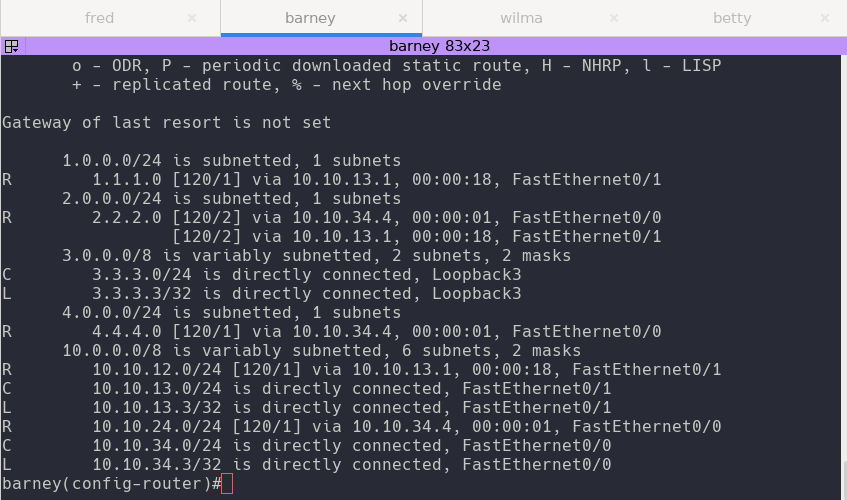 fred × barney × wilma × betty ×
barney 83x23
o - ODR, P - periodic downloaded static route, H - NHRP, l - LISP
+ - replicated route, % - next hop override
Gateway of last resort is not set
1.0.0.0/24 is subnetted, 1 subnets
R 1.1.1.0 [120/1] via 10.10.13.1, 00:00:18, FastEthernet0/1
2.0.0.0/24 is subnetted, 1 subnets
R 2.2.2.0 [120/2] via 10.10.34.4, 00:00:01, FastEthernet0/0
[120/2] via 10.10.13.1, 00:00:18, FastEthernet0/1
3.0.0.0/8 is variably subnetted, 2 subnets, 2 masks
C 3.3.3.0/24 is directly connected, Loopback3
L 3.3.3.3/32 is directly connected, Loopback3
4.0.0.0/24 is subnetted, 1 subnets
R 4.4.4.0 [120/1] via 10.10.34.4, 00:00:01, FastEthernet0/0
10.0.0.0/8 is variably subnetted, 6 subnets, 2 masks
R 10.10.12.0/24 [120/1] via 10.10.13.1, 00:00:18, FastEthernet0/1
C 10.10.13.0/24 is directly connected, FastEthernet0/1
L 10.10.13.3/32 is directly connected, FastEthernet0/1
R 10.10.24.0/24 [120/1] via 10.10.34.4, 00:00:01, FastEthernet0/0
C 10.10.34.0/24 is directly connected, FastEthernet0/0
L 10.10.34.3/32 is directly connected, FastEthernet0/0
barney(config-router)#